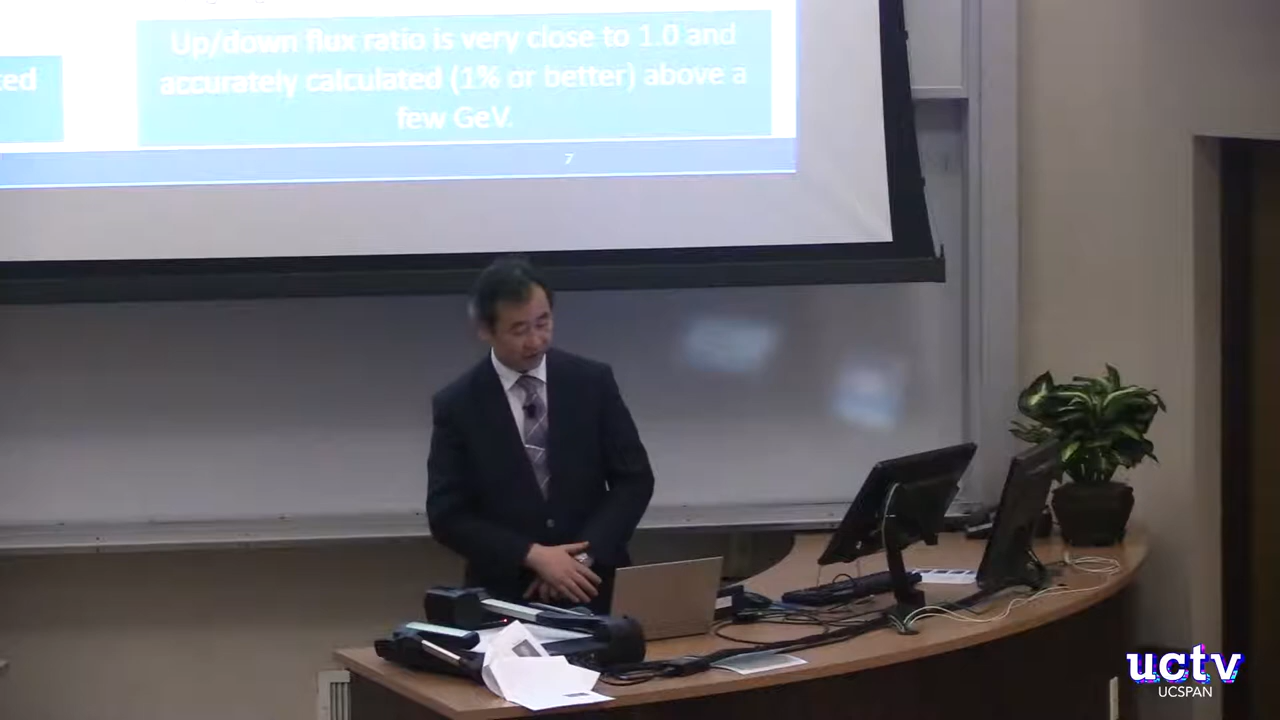 Up/down flux ratio is very close to 1.0 and
accurately calculated (1% or better) above a
few GeV.
ted
7
uctv
UCSPAN